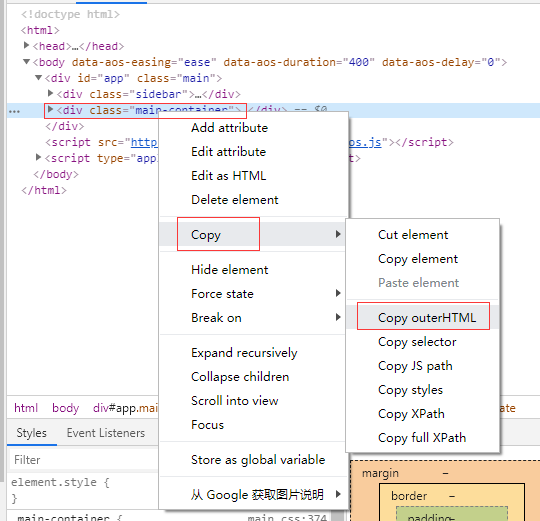 <!doctype html>
<html>
<head>…</head>
<body data-aos-easing="ease" data-aos-duration="400" data-aos-delay="0">
<div id="app" class="main">
<div class="sidebar">…</div>
<div class="main-container"> </div> == $0
</div>
<script src="http os.js"></script>
<script type="appl t>
</body>
</html>
Add attribute
Edit attribute
Edit as HTML
Delete element
Copy
Hide element
Force state
Break on
Expand recursively
Collapse children
Scroll into view
Focus
Store as global variable
从 Google 获取图片说明
Cut element
Copy element
Paste element
Copy outerHTML
Copy selector
Copy JS path
Copy styles
Copy XPath
Copy full XPath
html body div#app.mai ate
Styles Event Listeners
Filter
element.style {
}
.main-container { main.css:374
margin –
border –
padding–